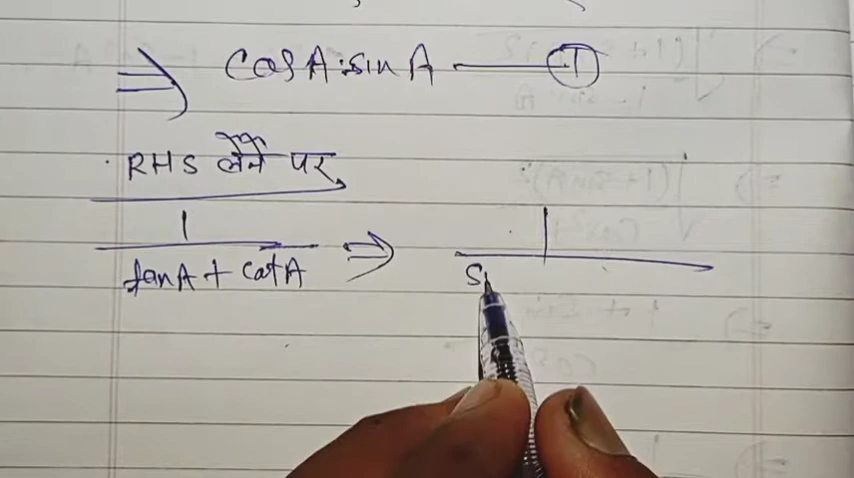 ⇒ CosA.sinA —— ①
RHS लेने पर,
1
tanA + cotA ⇒ 1
S